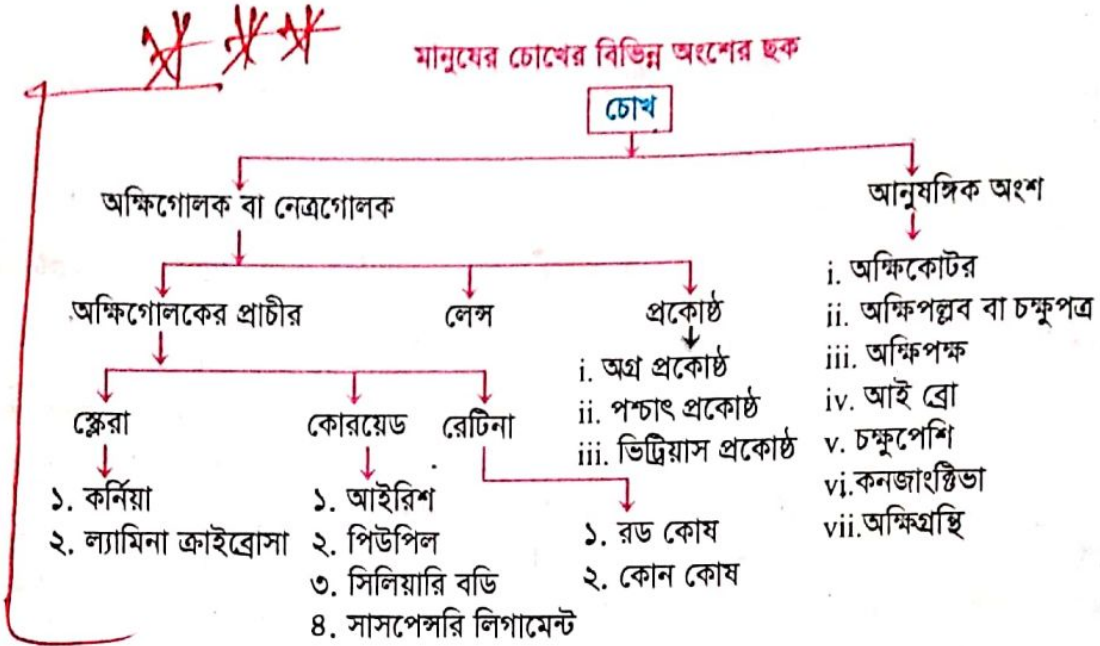 মানুষের চোখের বিভিন্ন অংশের ছক
চোখ
অক্ষিগোলক বা নেত্রগোলক
আনুষঙ্গিক অংশ
অক্ষিগোলকের প্রাচীর
লেন্স
প্রকোষ্ঠ
i. অগ্র প্রকোষ্ঠ
ii. পশ্চাৎ প্রকোষ্ঠ
iii. ভিট্রিয়াস প্রকোষ্ঠ
i. অক্ষিকোটর
ii. অক্ষিপল্লব বা চক্ষুপত্র
iii. অক্ষিপক্ষ
iv. আই ব্রো
v. চক্ষুপেশি
vi. কনজাংষ্টিভা
vii. অক্ষিগ্রন্থি
স্ক্লেরা
কোরয়েড
রেটিনা
১. কর্নিয়া
২. ল্যামিনা ক্রাইব্রোসা
১. আইরিশ
২. পিউপিল
৩. সিলিয়ারি বডি
৪. সাসপেন্সরি লিগামেন্ট
১. রড কোষ
২. কোন কোষ